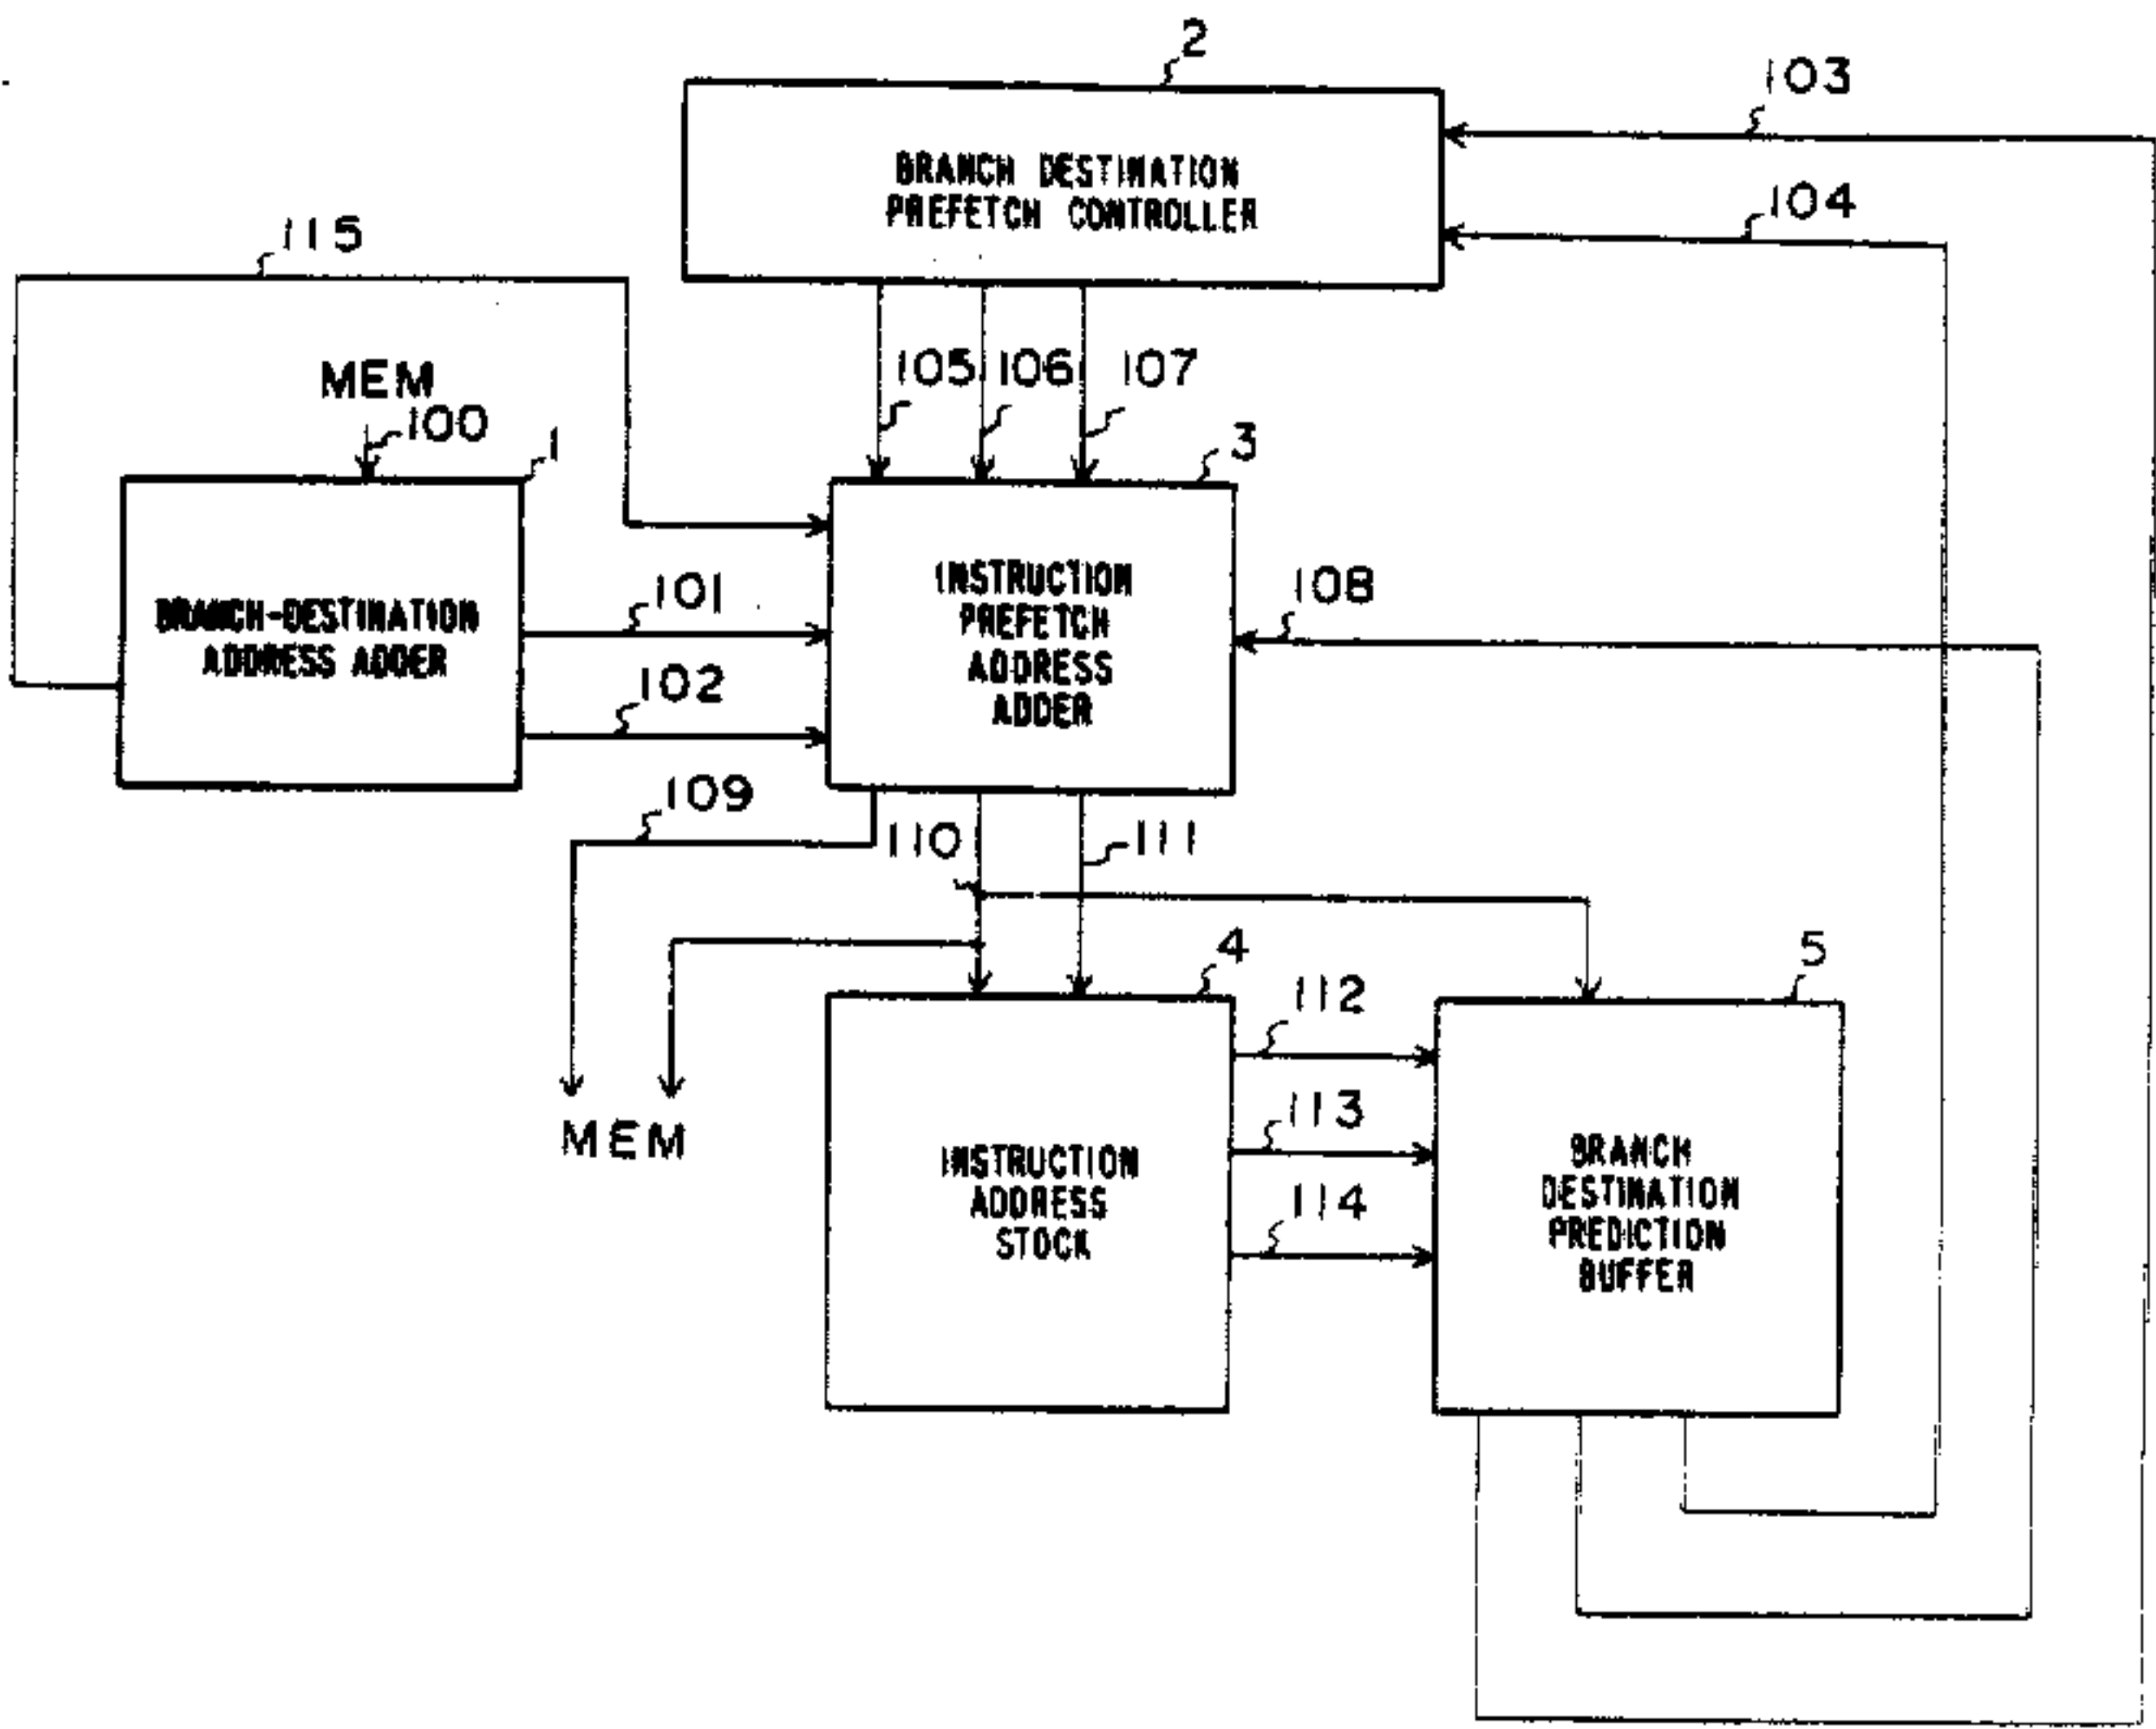 2
103
BRANCH DESTINATION
PREFETCH CONTROLLER
104
115
MEM
105 106 107
100
1
3
BRANCH-DESTINATION
ADDRESS ADDER
101
102
INSTRUCTION
PREFETCH
ADDRESS
ADDER
108
109
110
111
4
5
112
113
114
MEM
INSTRUCTION
ADDRESS
STOCK
BRANCH
DESTINATION
PREDICTION
BUFFER